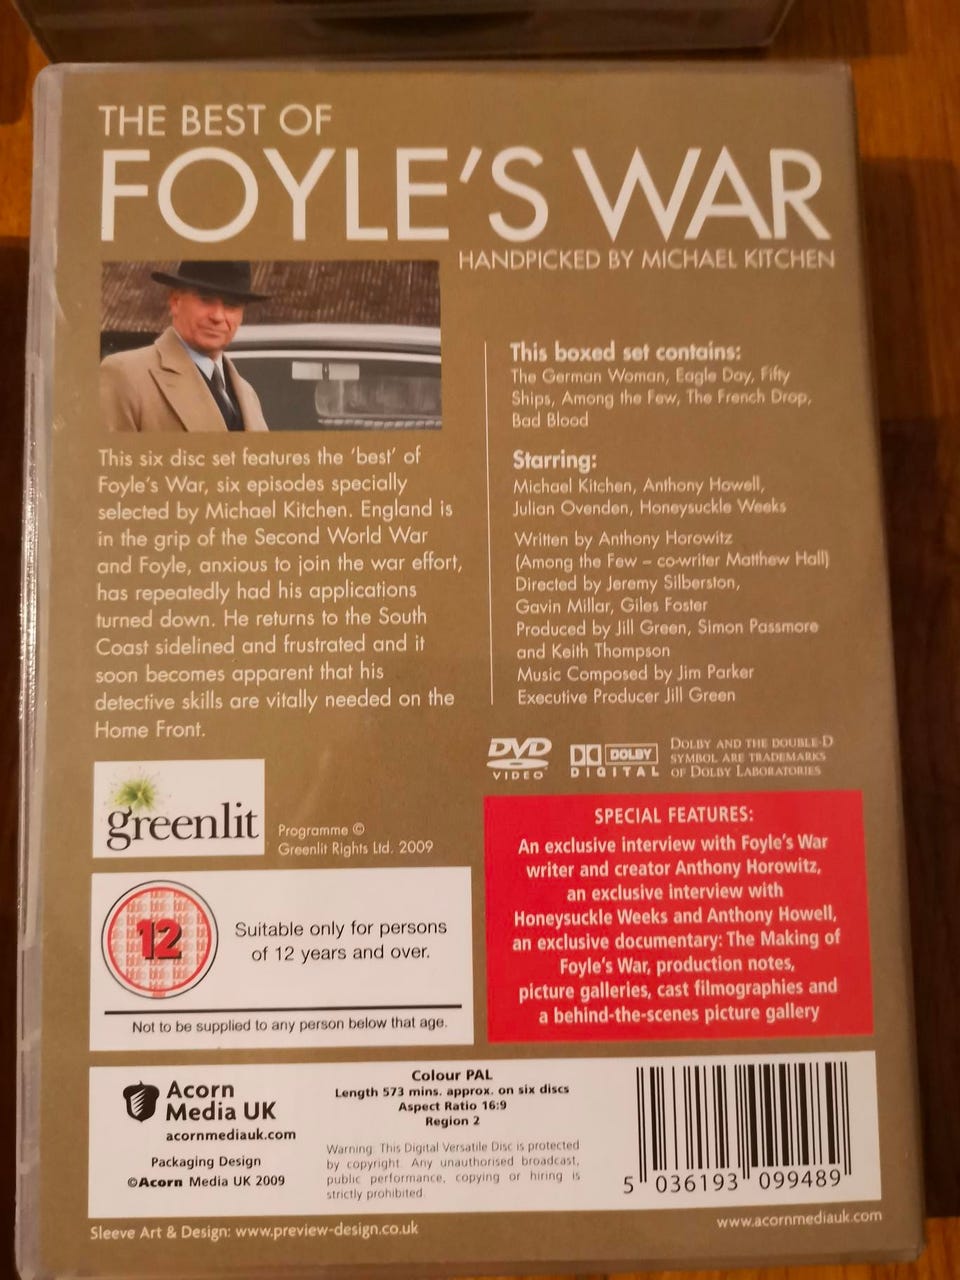 THE BEST OF
FOYLE'S WAR
HANDPICKED BY MICHAEL KITCHEN
This six disc set features the 'best' of
Foyle's War, six episodes specially
selected by Michael Kitchen. England is
in the grip of the Second World War
and Foyle, anxious to join the war effort,
has repeatedly had his applications
turned down. He returns to the South
Coast sidelined and frustrated and it
soon becomes apparent that his
detective skills are vitally needed on the
Home Front.
This boxed set contains:
The German Woman, Eagle Day, Fifty
Ships, Among the Few, The French Drop,
Bad Blood
Starring:
Michael Kitchen, Anthony Howell,
Julian Ovenden, Honeysuckle Weeks
Written by Anthony Horowitz
(Among the Few – co-writer Matthew Hall)
Directed by Jeremy Silberston,
Gavin Millar, Giles Foster
Produced by Jill Green, Simon Passmore
and Keith Thompson
Music Composed by Jim Parker
Executive Producer Jill Green
DVD
VIDEO
DOLBY
DIGITAL
DOLBY AND THE DOUBLE-D
SYMBOL ARE TRADEMARKS
OF DOLBY LABORATORIES
greenlit
Programme ©
Greenlit Rights Ltd. 2009
12
Suitable only for persons
of 12 years and over.
Not to be supplied to any person below that age.
SPECIAL FEATURES:
An exclusive interview with Foyle's War
writer and creator Anthony Horowitz,
an exclusive interview with
Honeysuckle Weeks and Anthony Howell,
an exclusive documentary: The Making of
Foyle's War, production notes,
picture galleries, cast filmographies and
a behind-the-scenes picture gallery
Acorn
Media UK
acornmediauk.com
Packaging Design
©Acorn Media UK 2009
Colour PAL
Length 573 mins. approx. on six discs
Aspect Ratio 16:9
Region 2
Warning: This Digital Versatile Disc is protected
by copyright. Any unauthorised broadcast,
public performance, copying or hiring is
strictly prohibited.
5 036193 099489
Sleeve Art & Design: www.preview-design.co.uk
www.acornmediauk.com